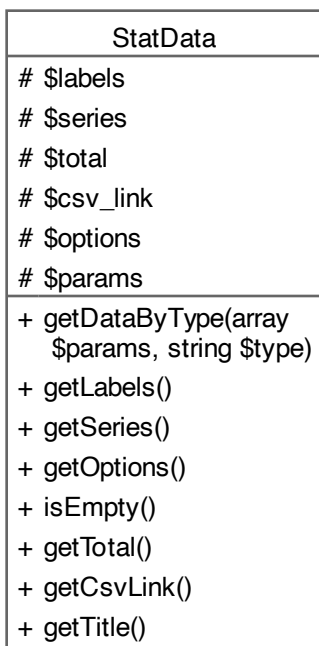 StatData
# $labels
# $series
# $total
# $csv_link
# $options
# $params
+ getDataByType(array
$params, string $type)
+ getLabels()
+ getSeries()
+ getOptions()
+ isEmpty()
+ getTotal()
+ getCsvLink()
+ getTitle()